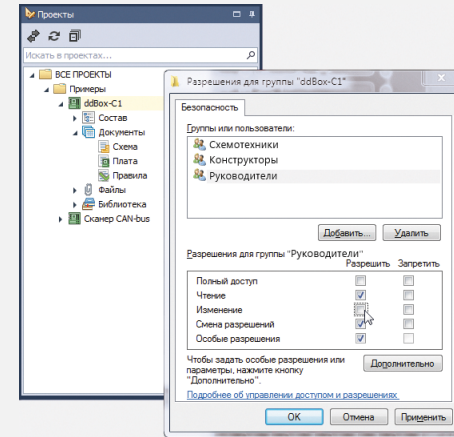 Проекты
Искать в проектах...
ВСЕ ПРОЕКТЫ
Примеры
ddBox-C1
Состав
Документы
Схема
Плата
Правила
Файлы
Библиотека
Сканер CAN-bus
Разрешения для группы "ddBox-C1"
Безопасность
Группы или пользователи:
Схемотехники
Конструкторы
Руководители
Добавить... Удалить
Разрешения для группы "Руководители"
Разрешить Запретить
Полный доступ
Чтение
Изменение
Смена разрешений
Особые разрешения
Чтобы задать особые разрешения или
параметры, нажмите кнопку
"Дополнительно".
Дополнительно
Подробнее об управлении доступом и разрешениях
ОК Отмена Применить